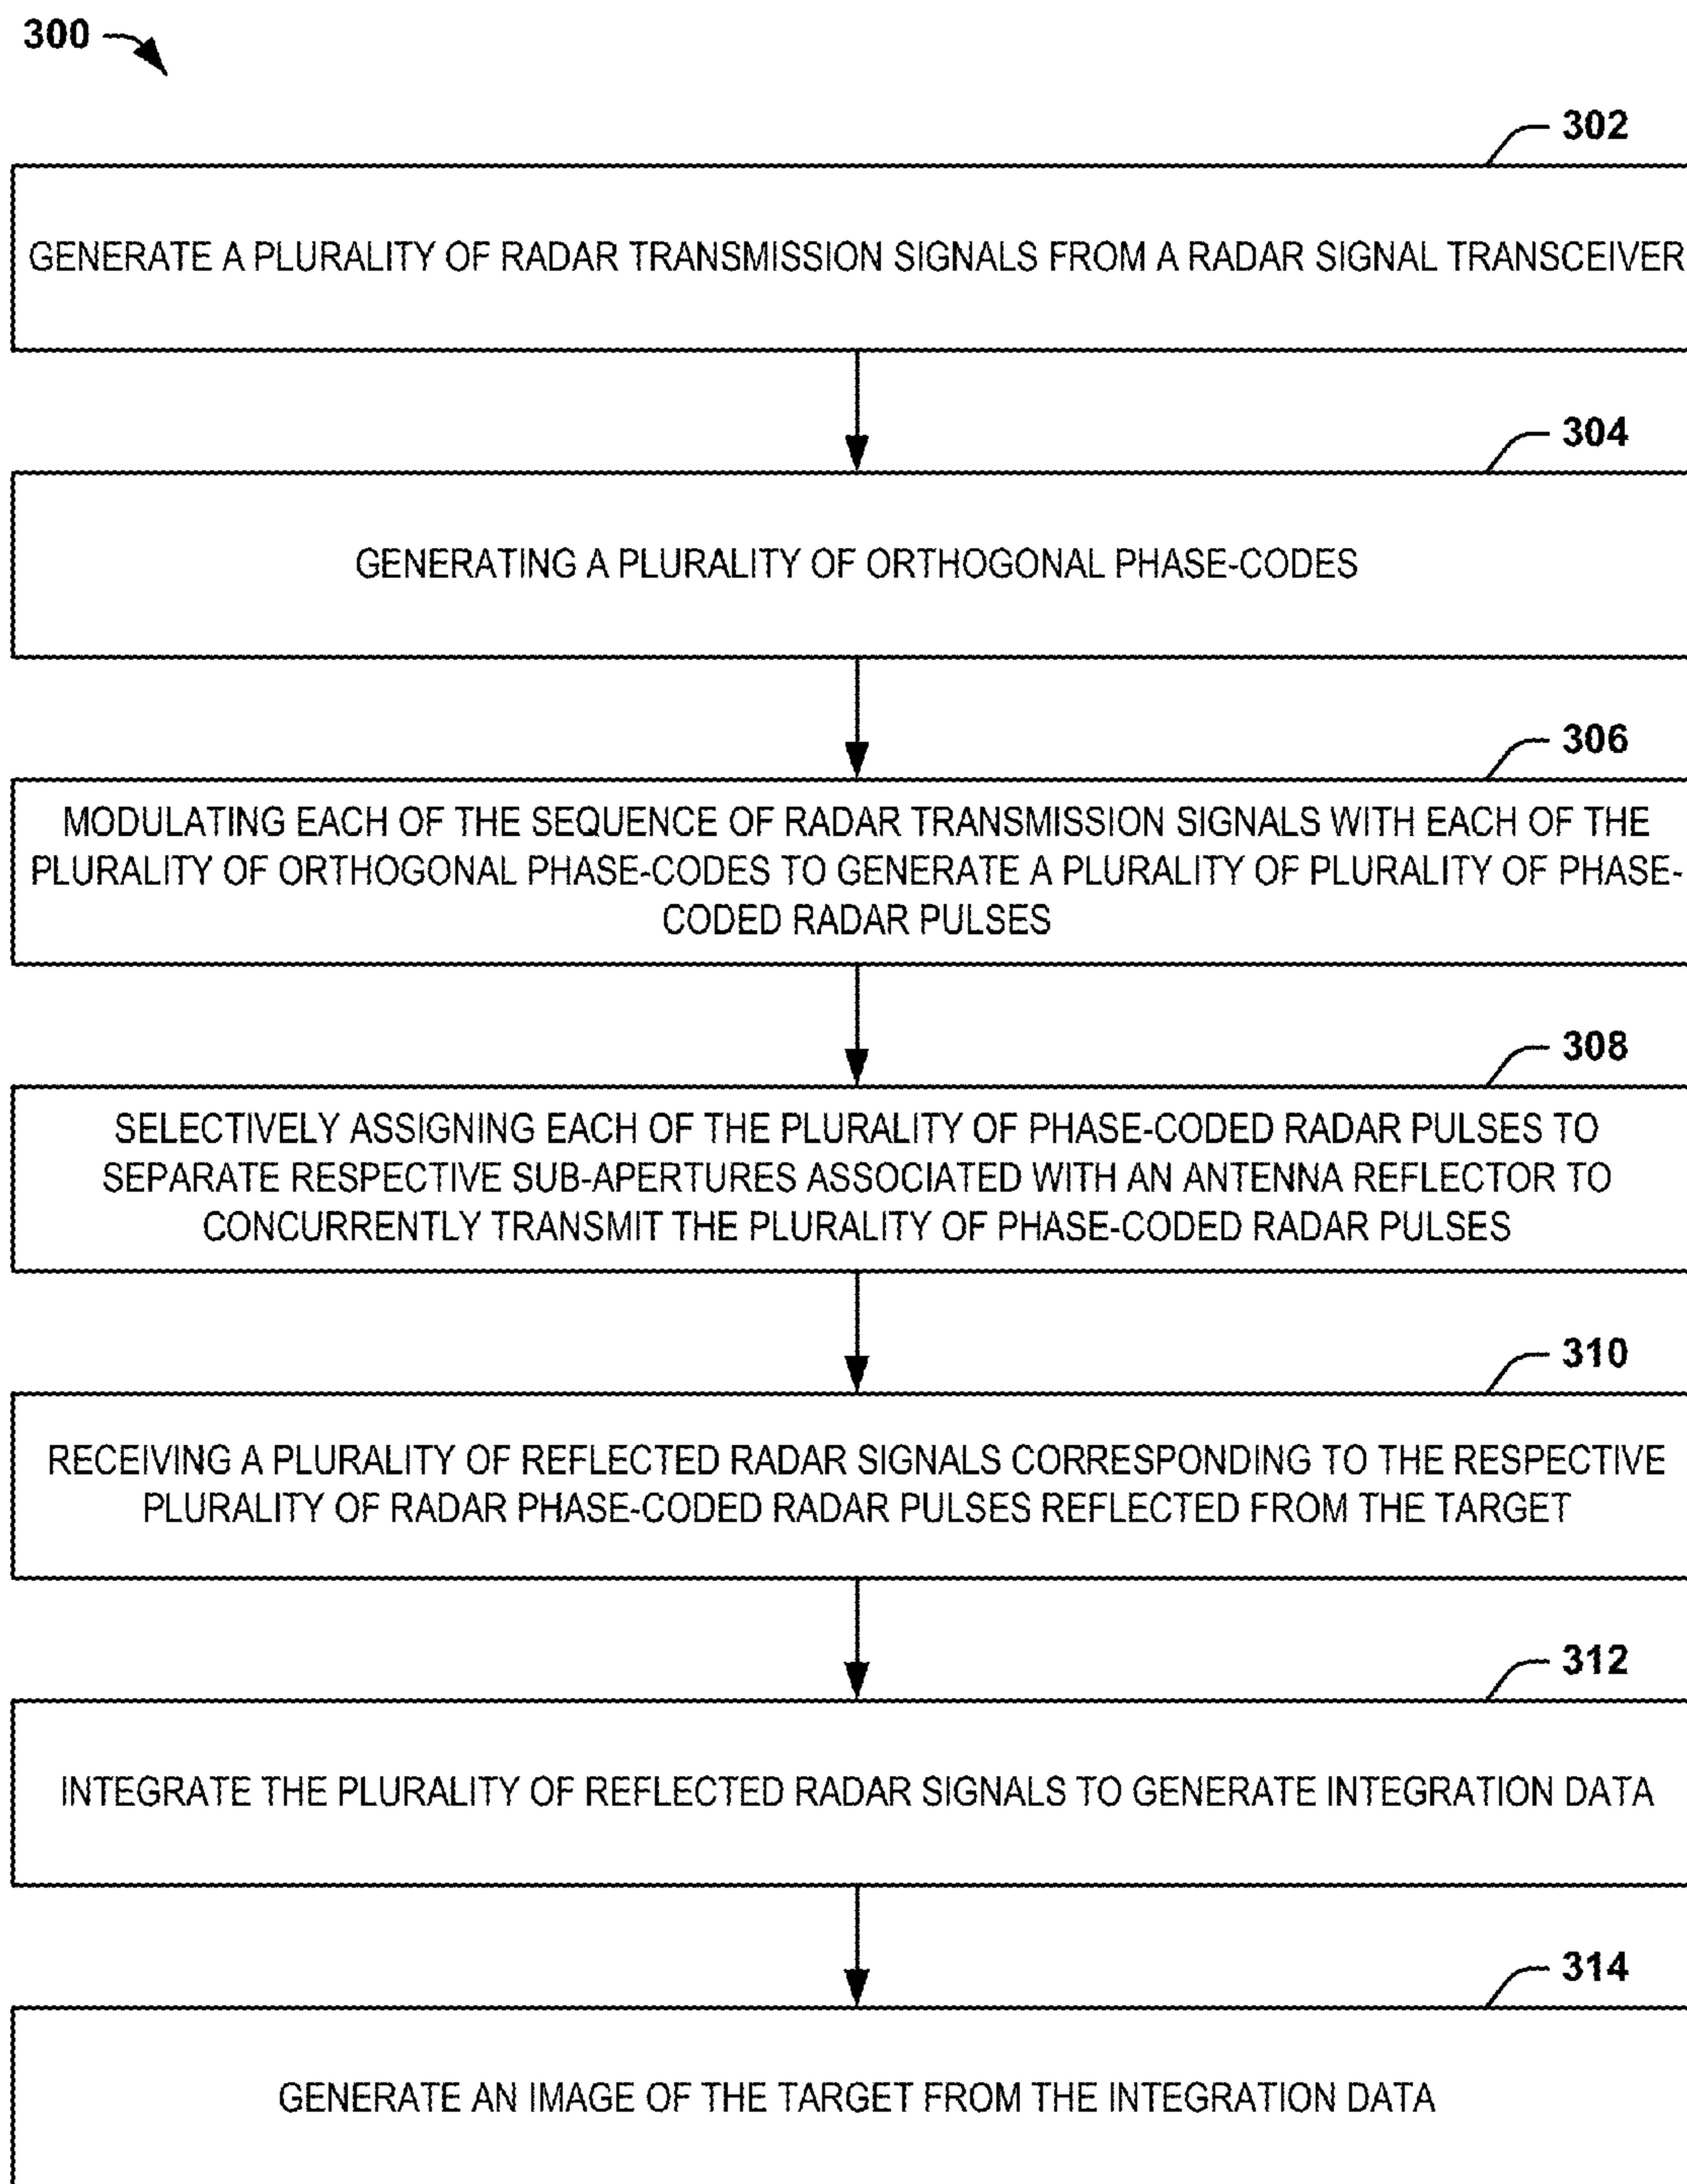 300
302
GENERATE A PLURALITY OF RADAR TRANSMISSION SIGNALS FROM A RADAR SIGNAL TRANSCEIVER
304
GENERATING A PLURALITY OF ORTHOGONAL PHASE-CODES
306
MODULATING EACH OF THE SEQUENCE OF RADAR TRANSMISSION SIGNALS WITH EACH OF THE
PLURALITY OF ORTHOGONAL PHASE-CODES TO GENERATE A PLURALITY OF PLURALITY OF PHASE-
CODED RADAR PULSES
308
SELECTIVELY ASSIGNING EACH OF THE PLURALITY OF PHASE-CODED RADAR PULSES TO
SEPARATE RESPECTIVE SUB-APERTURES ASSOCIATED WITH AN ANTENNA REFLECTOR TO
CONCURRENTLY TRANSMIT THE PLURALITY OF PHASE-CODED RADAR PULSES
310
RECEIVING A PLURALITY OF REFLECTED RADAR SIGNALS CORRESPONDING TO THE RESPECTIVE
PLURALITY OF RADAR PHASE-CODED RADAR PULSES REFLECTED FROM THE TARGET
312
INTEGRATE THE PLURALITY OF REFLECTED RADAR SIGNALS TO GENERATE INTEGRATION DATA
314
GENERATE AN IMAGE OF THE TARGET FROM THE INTEGRATION DATA